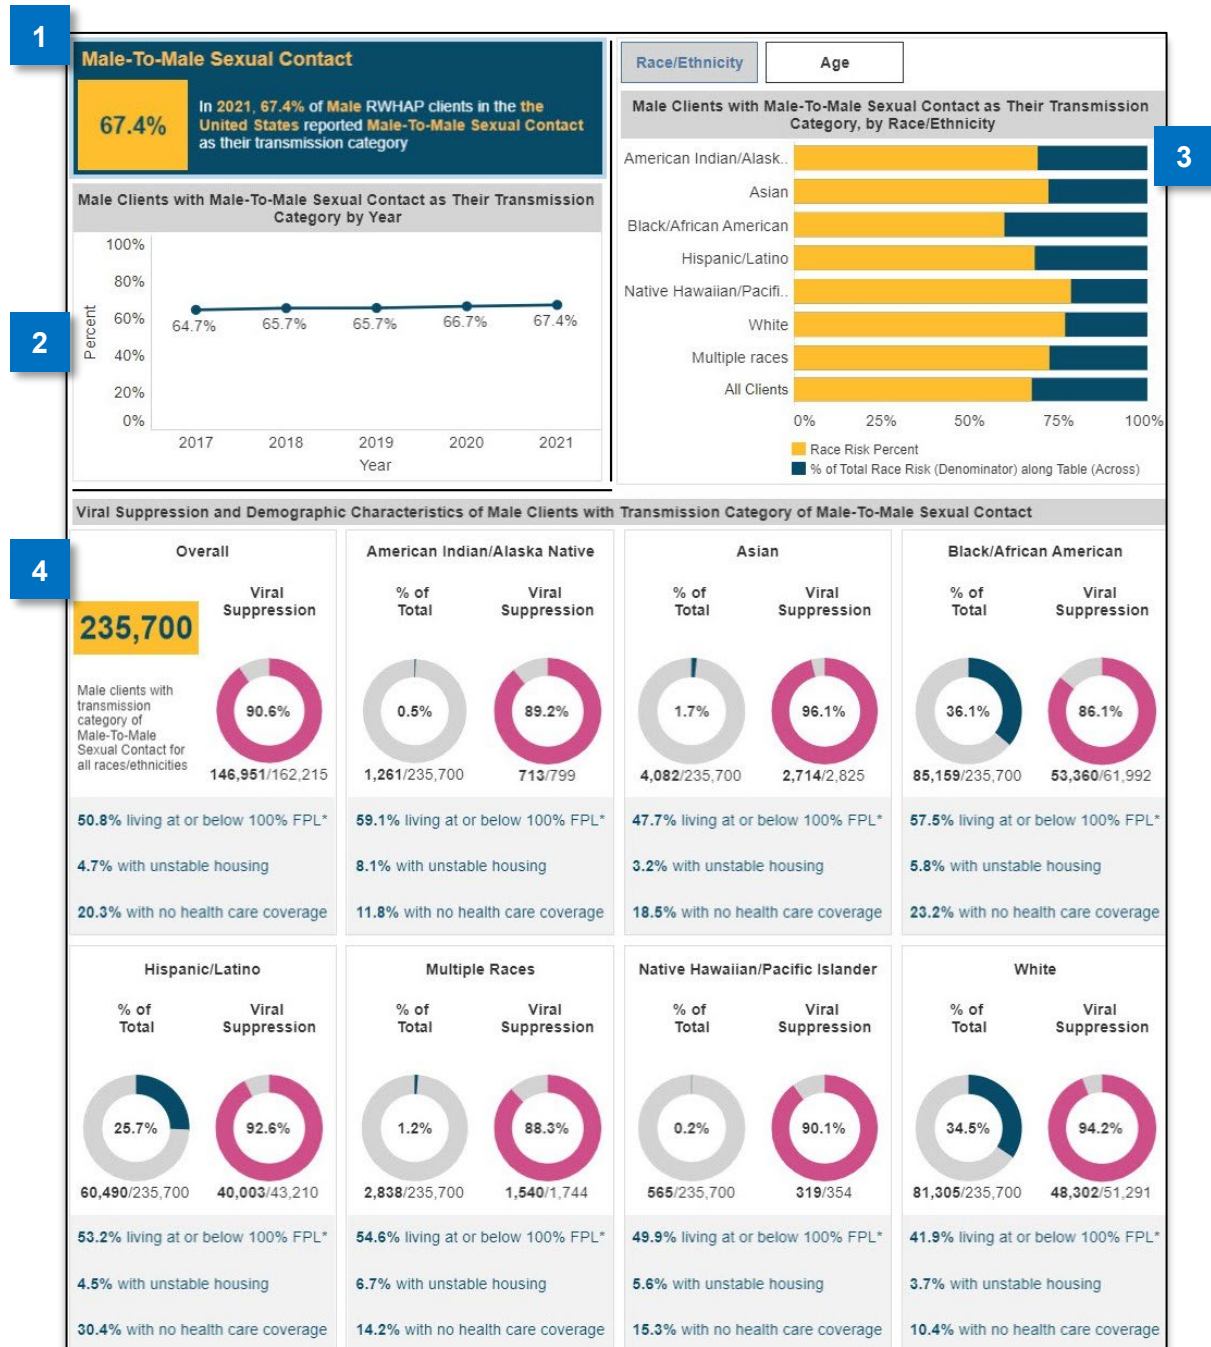 1
Male-To-Male Sexual Contact
67.4%
In 2021, 67.4% of Male RWHAP clients in the the
United States reported Male-To-Male Sexual Contact
as their transmission category
Male Clients with Male-To-Male Sexual Contact as Their Transmission
Category by Year
2
Percent
100%
80%
60%
40%
20%
0%
64.7%
65.7%
65.7%
66.7%
67.4%
2017
2018
2019
2020
2021
Year
Race/Ethnicity
Age
Male Clients with Male-To-Male Sexual Contact as Their Transmission
Category, by Race/Ethnicity
3
American Indian/Alask..
Asian
Black/African American
Hispanic/Latino
Native Hawaiian/Pacifi..
White
Multiple races
All Clients
0%
25%
50%
75%
100%
Race Risk Percent
% of Total Race Risk (Denominator) along Table (Across)
Viral Suppression and Demographic Characteristics of Male Clients with Transmission Category of Male-To-Male Sexual Contact
4
Overall
235,700
Viral
Suppression
Male clients with
transmission
category of
Male-To-Male
Sexual Contact for
all races/ethnicities
90.6%
146,951/162,215
50.8% living at or below 100% FPL*
4.7% with unstable housing
20.3% with no health care coverage
American Indian/Alaska Native
% of
Total
Viral
Suppression
0.5%
89.2%
1,261/235,700
713/799
59.1% living at or below 100% FPL*
8.1% with unstable housing
11.8% with no health care coverage
Asian
% of
Total
Viral
Suppression
1.7%
96.1%
4,082/235,700
2,714/2,825
47.7% living at or below 100% FPL*
3.2% with unstable housing
18.5% with no health care coverage
Black/African American
% of
Total
Viral
Suppression
36.1%
86.1%
85,159/235,700
53,360/61,992
57.5% living at or below 100% FPL*
5.8% with unstable housing
23.2% with no health care coverage
Hispanic/Latino
% of
Total
Viral
Suppression
25.7%
92.6%
60,490/235,700
40,003/43,210
53.2% living at or below 100% FPL*
4.5% with unstable housing
30.4% with no health care coverage
Multiple Races
% of
Total
Viral
Suppression
1.2%
88.3%
2,838/235,700
1,540/1,744
54.6% living at or below 100% FPL*
6.7% with unstable housing
14.2% with no health care coverage
Native Hawaiian/Pacific Islander
% of
Total
Viral
Suppression
0.2%
90.1%
565/235,700
319/354
49.9% living at or below 100% FPL*
5.6% with unstable housing
15.3% with no health care coverage
White
% of
Total
Viral
Suppression
34.5%
94.2%
81,305/235,700
48,302/51,291
41.9% living at or below 100% FPL*
3.7% with unstable housing
10.4% with no health care coverage